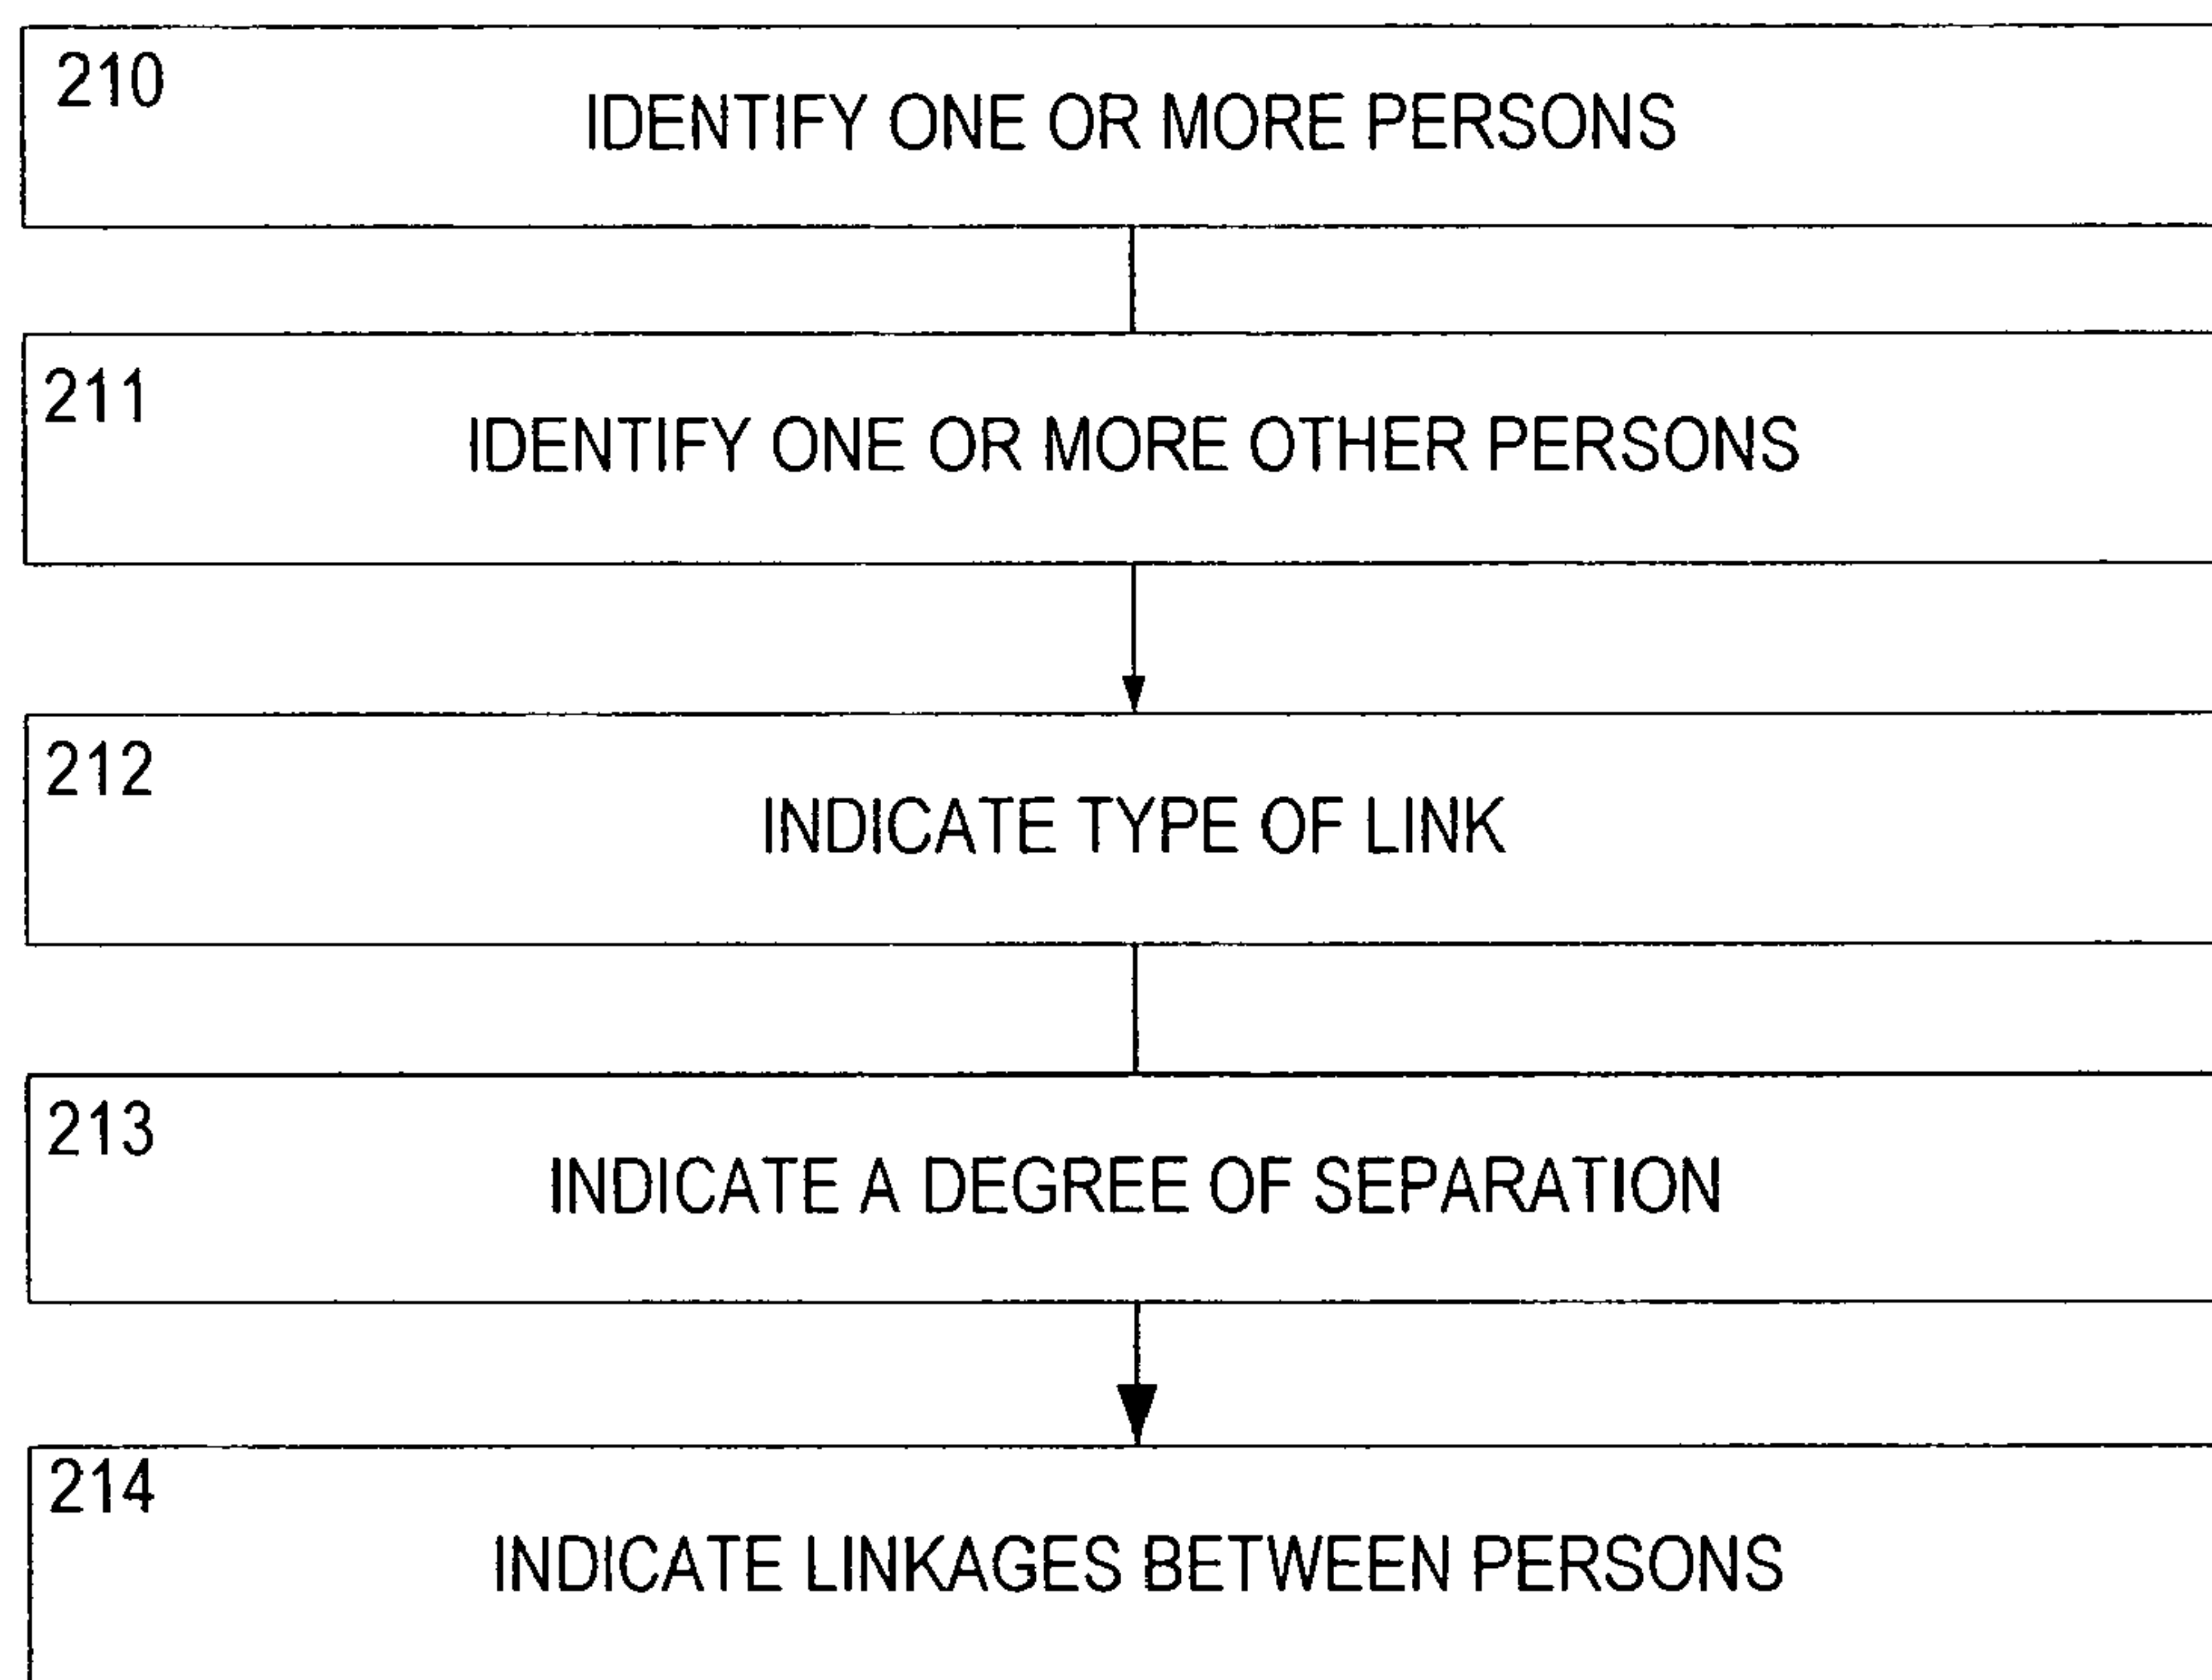 210
IDENTIFY ONE OR MORE PERSONS
211
IDENTIFY ONE OR MORE OTHER PERSONS
212
INDICATE TYPE OF LINK
213
INDICATE A DEGREE OF SEPARATION
214
INDICATE LINKAGES BETWEEN PERSONS